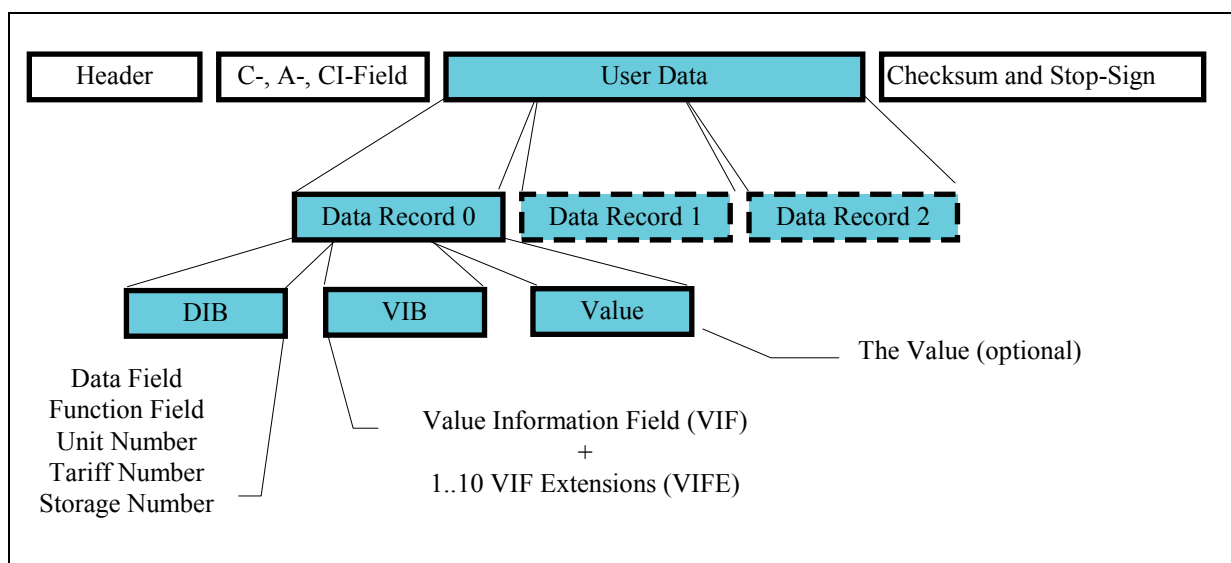 Header
C-, A-, CI-Field
User Data
Checksum and Stop-Sign
Data Record 0
Data Record 1
Data Record 2
DIB
VIB
Value
The Value (optional)
Data Field
Function Field
Unit Number
Tariff Number
Storage Number
Value Information Field (VIF)
+
1..10 VIF Extensions (VIFE)